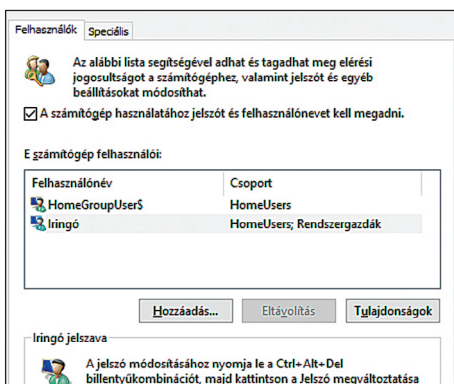 Felhasználók Speciális
Az alábbi lista segítségével adhat és tagadhat meg elérési
jogosultságot a számítógéphez, valamint jelszót és egyéb
beállításokat módosíthat.
A számítógép használatához jelszót és felhasználónevet kell megadni.
E számítógép felhasználói:
Felhasználónév Csoport
HomeGroupUser$ HomeUsers
Iringó HomeUsers; Rendszergazdák
Hozzáadás... Eltávolítás Tulajdonságok
Iringó jelszava
A jelszó módosításához nyomja le a Ctrl+Alt+Del
billentyűkombinációt, majd kattintson a Jelszó megváltoztatása